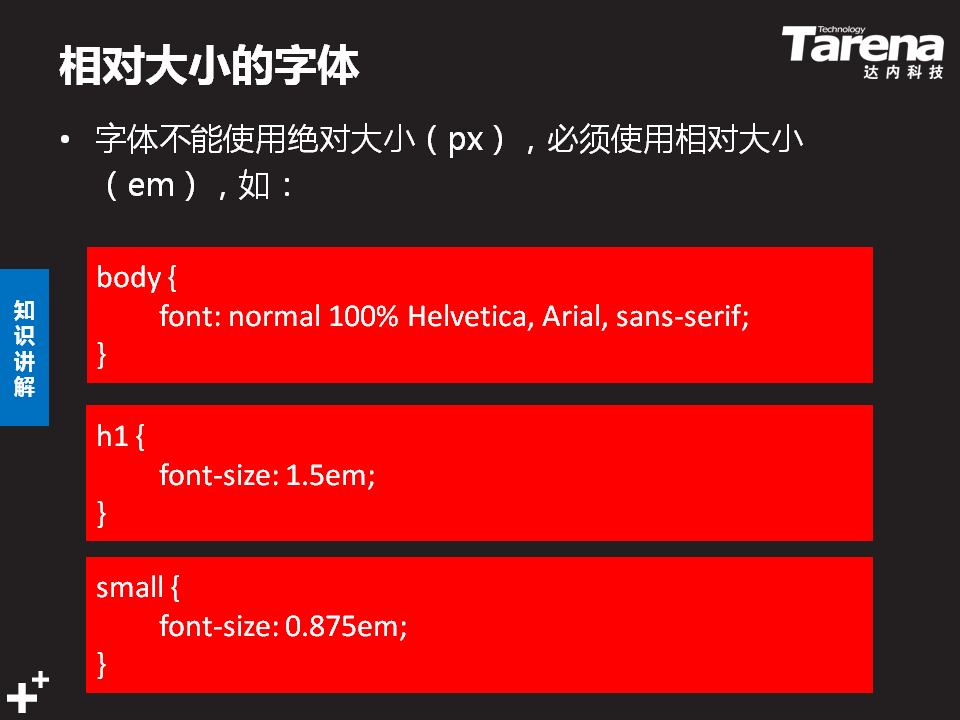 相对大小的字体
Technology
Tarena
达内科技
• 字体不能使用绝对大小（px），必须使用相对大小
（em），如：
知识讲解
body {
font: normal 100% Helvetica, Arial, sans-serif;
}
h1 {
font-size: 1.5em;
}
small {
font-size: 0.875em;
}